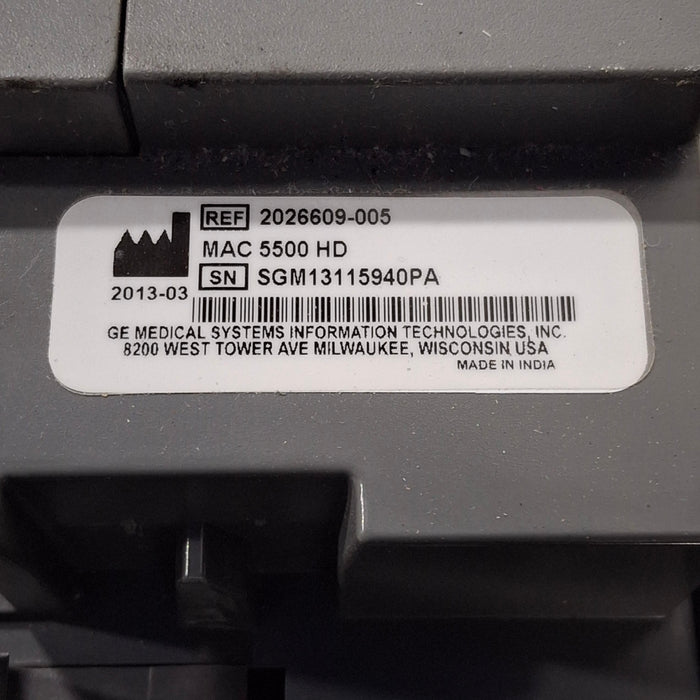 REF 2026609-005
MAC 5500 HD
SN SGM13115940PA
2013-03
GE MEDICAL SYSTEMS INFORMATION TECHNOLOGIES, INC.
8200 WEST TOWER AVE MILWAUKEE, WISCONSIN USA
MADE IN INDIA